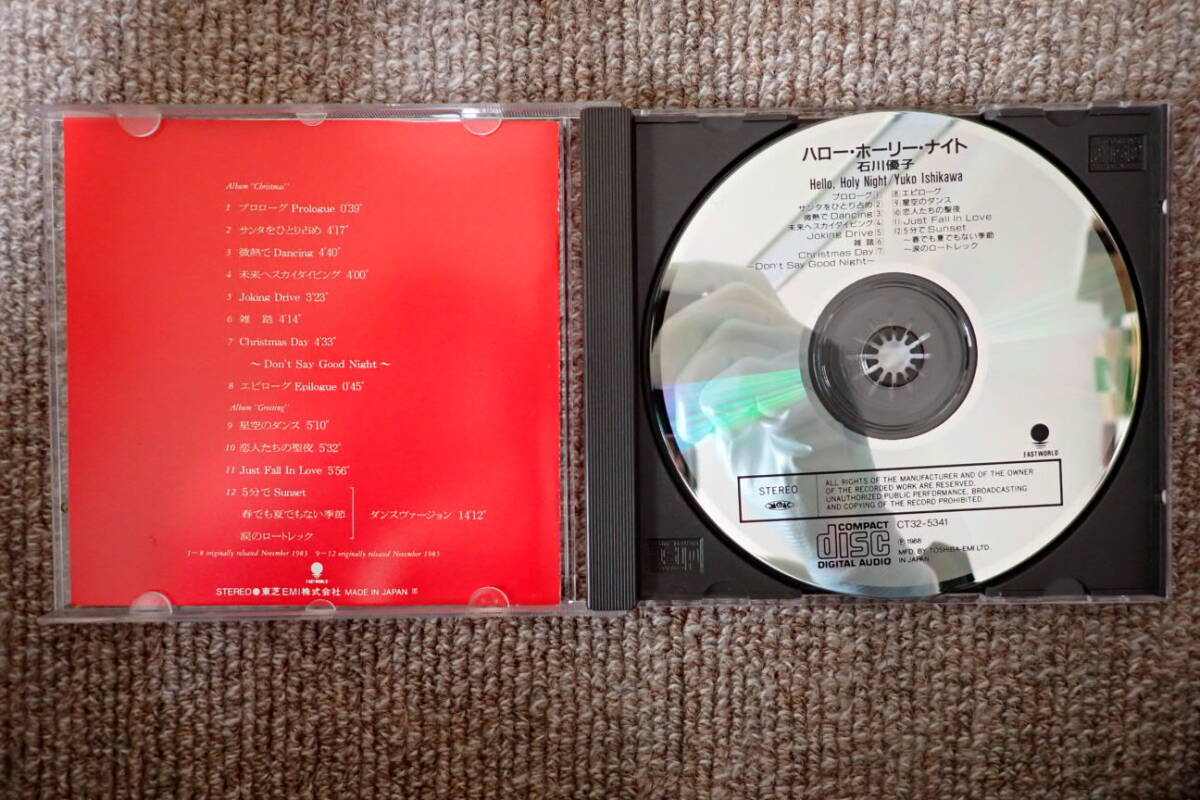 Album "Christmas"
1 プロローグ Prologue 0'39"
2 サンタをひとり占め 4'17"
3 微熱でDancing 4'40"
4 未来へスカイダイビング 4'00"
5 Joking Drive 3'23"
6 雑 路 4'14"
7 Christmas Day 4'33"
～Don't Say Good Night～
8 エピローグ Epilogue 0'45"
Album "Greeting"
9 星空のダンス 5'10"
10 恋人たちの聖夜 5'32"
11 Just Fall In Love 5'56"
12 5分でSunset
春でも夏でもない季節 ダンスヴァージョン 14'12"
涙のロートレック
1～8 originally released November 1983 9～12 originally released November 1985
EASTWORLD
STEREO●東芝EMI株式会社 MADE IN JAPAN
ハロー・ホーリー・ナイト
石川優子
Hello, Holy Night/Yuko Ishikawa
プロローグ 1
サンタをひとり占め 2
微熱でDancing 3
未来へスカイダイビング 4
Joking Drive 5
雑 路 6
Christmas Day 7
～Don't Say Good Night～
8 エピローグ
9 星空のダンス
10 恋人たちの聖夜
11 Just Fall In Love
12 5分でSunset
～春でも夏でもない季節
～涙のロートレック
EASTWORLD
STEREO
ALL RIGHTS OF THE MANUFACTURER AND OF THE OWNER
OF THE RECORDED WORK ARE RESERVED.
UNAUTHORIZED PUBLIC PERFORMANCE, BROADCASTING
AND COPYING OF THE RECORD PROHIBITED.
COMPACT
disc
DIGITAL AUDIO
CT32-5341
Ⓟ1988
MFD. BY TOSHIBA-EMI LTD.
IN JAPAN